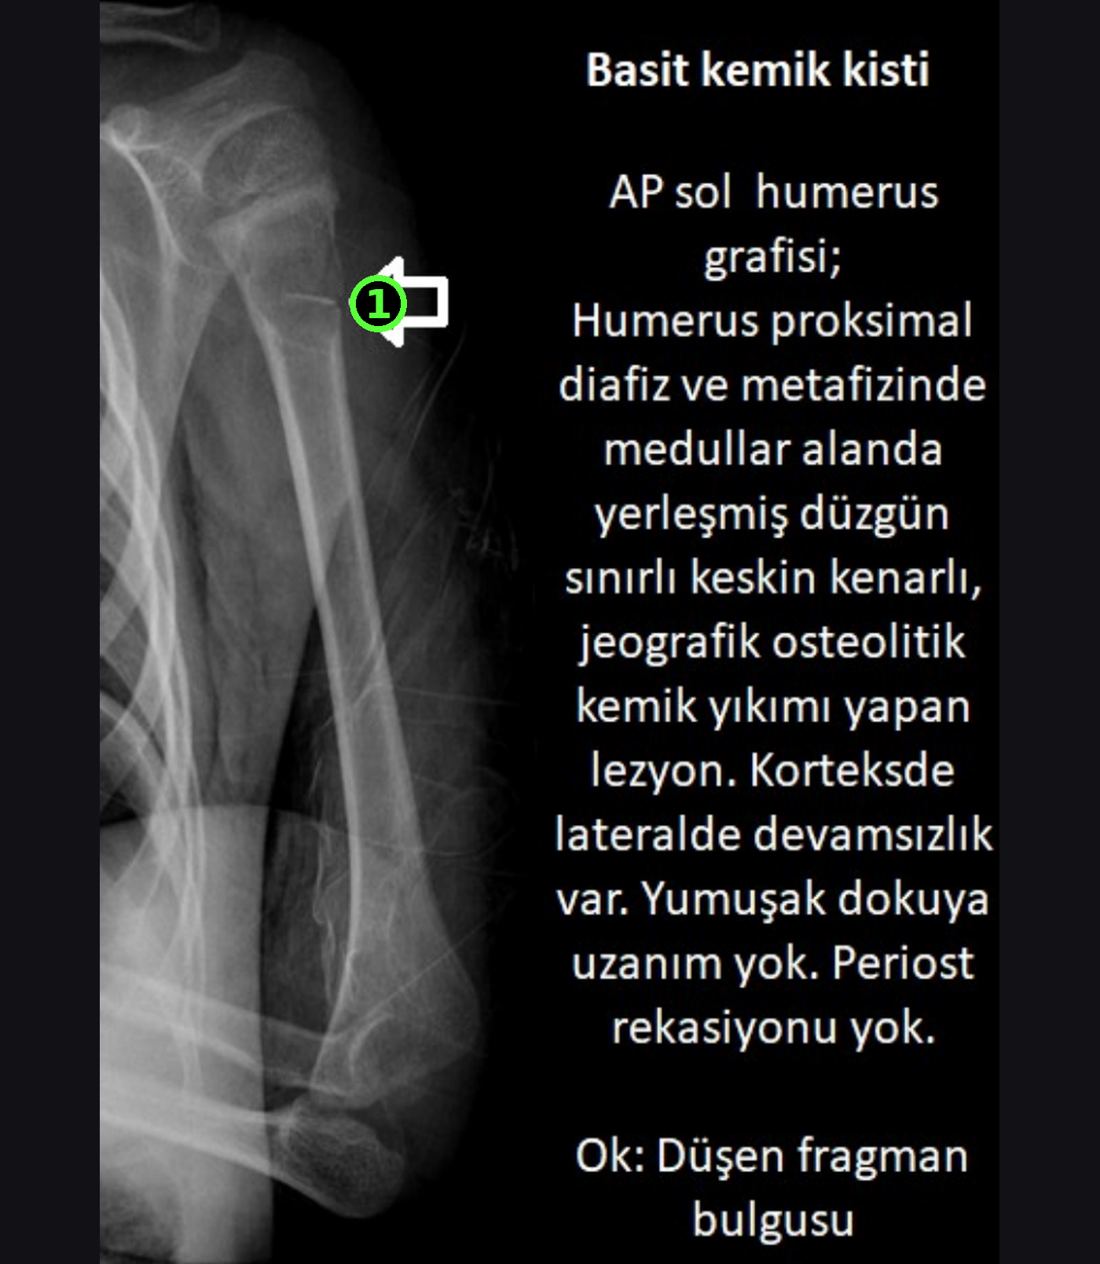 Basit kemik kisti
AP sol humerus
grafisi;
Humerus proksimal
diafiz ve metafizinde
medullar alanda
yerleşmiş düzgün
sınırlı keskin kenarlı,
jeografik osteolitik
kemik yıkımı yapan
lezyon. Korteksde
lateralde devamsızlık
var. Yumuşak dokuya
uzanım yok. Periost
rekasiyonu yok.
Ok: Düşen fragman
bulgusu
1